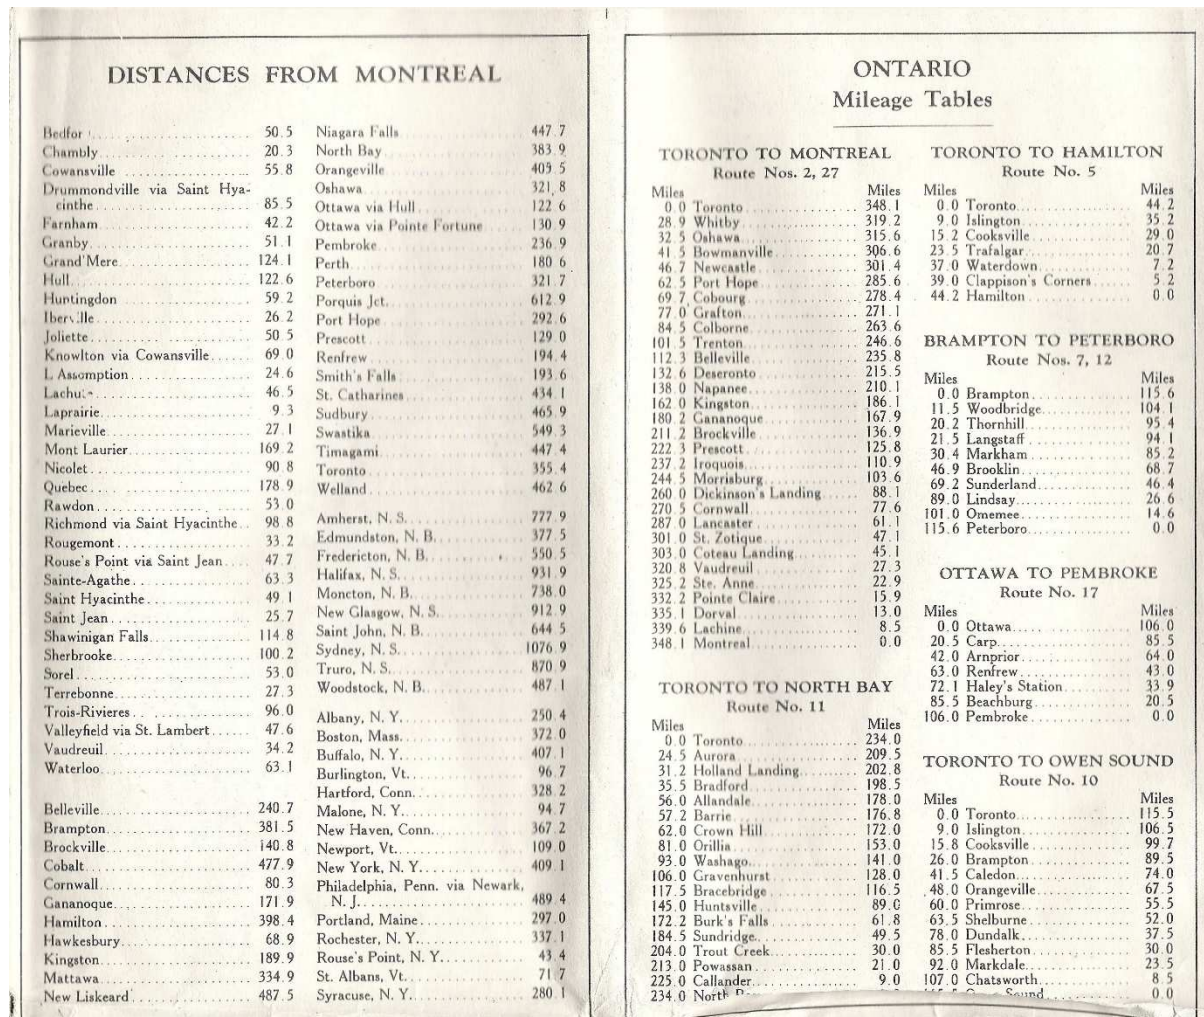 DISTANCES FROM MONTREAL
Bedfor 50.5
Chambly 20.3
Cowansville 55.8
Drummondville via Saint Hya-
cinthe 85.5
Farnham 42.2
Granby 51.1
Grand'Mere 124.1
Hull 122.6
Huntingdon 59.2
Iberville 26.2
Joliette 50.5
Knowlton via Cowansville 69.0
L Assomption 24.6
Lachute 46.5
Laprairie 9.3
Marieville 27.1
Mont Laurier 169.2
Nicolet 90.8
Quebec 178.9
Rawdon 53.0
Richmond via Saint Hyacinthe 98.8
Rougemont 33.2
Rouse's Point via Saint Jean 47.7
Sainte-Agathe 63.3
Saint Hyacinthe 49.1
Saint Jean 25.7
Shawinigan Falls 114.8
Sherbrooke 100.2
Sorel 53.0
Terrebonne 27.3
Trois-Rivieres 96.0
Valleyfield via St. Lambert 47.6
Vaudreuil 34.2
Waterloo 63.1
Belleville 240.7
Brampton 381.5
Brockville 140.8
Cobalt 477.9
Cornwall 80.3
Gananoque 171.9
Hamilton 398.4
Hawkesbury 68.9
Kingston 189.9
Mattawa 334.9
New Liskeard 487.5
Niagara Falls 447.7
North Bay 383.9
Orangeville 409.5
Oshawa 321.8
Ottawa via Hull 122.6
Ottawa via Pointe Fortune 130.9
Pembroke 236.9
Perth 180.6
Peterboro 321.7
Porquis Jct. 612.9
Port Hope 292.6
Prescott 129.0
Renfrew 194.4
Smith's Falls 193.6
St. Catharines 434.1
Sudbury 465.9
Swastika 549.3
Timagami 447.4
Toronto 355.4
Welland 462.6
Amherst, N. S. 777.9
Edmundston, N. B. 377.5
Fredericton, N. B. 550.5
Halifax, N. S. 931.9
Moncton, N. B. 738.0
New Glasgow, N. S. 912.9
Saint John, N. B. 644.5
Sydney, N. S. 1076.9
Truro, N. S. 870.9
Woodstock, N. B. 487.1
Albany, N. Y. 250.4
Boston, Mass. 372.0
Buffalo, N. Y. 407.1
Burlington, Vt. 96.7
Hartford, Conn. 328.2
Malone, N. Y. 94.7
New Haven, Conn. 367.2
Newport, Vt. 109.0
New York, N. Y. 409.1
Philadelphia, Penn. via Newark,
N. J. 489.4
Portland, Maine 297.0
Rochester, N. Y. 337.1
Rouse's Point, N. Y. 43.4
St. Albans, Vt. 71.7
Syracuse, N. Y. 280.1
ONTARIO
Mileage Tables
TORONTO TO MONTREAL
Route Nos. 2, 27
Miles Miles
0.0 Toronto 348.1
28.9 Whitby 319.2
32.5 Oshawa 315.6
41.5 Bowmanville 306.6
46.7 Newcastle 301.4
62.5 Port Hope 285.6
69.7 Cobourg 278.4
77.0 Grafton 271.1
84.5 Colborne 263.6
101.5 Trenton 246.6
112.3 Belleville 235.8
132.6 Deseronto 215.5
138.0 Napanee 210.1
162.0 Kingston 186.1
180.2 Gananoque 167.9
211.2 Brockville 136.9
222.3 Prescott 125.8
237.2 Iroquois 110.9
244.5 Morrisburg 103.6
260.0 Dickinson's Landing 88.1
270.5 Cornwall 77.6
287.0 Lancaster 61.1
301.0 St. Zotique 47.1
303.0 Coteau Landing 45.1
320.8 Vaudreuil 27.3
325.2 Ste. Anne 22.9
332.2 Pointe Claire 15.9
335.1 Dorval 13.0
339.6 Lachine 8.5
348.1 Montreal 0.0
TORONTO TO NORTH BAY
Route No. 11
Miles Miles
0.0 Toronto 234.0
24.5 Aurora 209.5
31.2 Holland Landing 202.8
35.5 Bradford 198.5
56.0 Allandale 178.0
57.2 Barrie 176.8
62.0 Crown Hill 172.0
81.0 Orillia 153.0
93.0 Washago 141.0
106.0 Gravenhurst 128.0
117.5 Bracebridge 116.5
145.0 Huntsville 89.0
172.2 Burk's Falls 61.8
184.5 Sundridge 49.5
204.0 Trout Creek 30.0
213.0 Powassan 21.0
225.0 Callander 9.0
234.0 North
TORONTO TO HAMILTON
Route No. 5
Miles Miles
0.0 Toronto 44.2
9.0 Islington 35.2
15.2 Cooksville 29.0
23.5 Trafalgar 20.7
37.0 Waterdown 7.2
39.0 Clappison's Corners 5.2
44.2 Hamilton 0.0
BRAMPTON TO PETERBORO
Route Nos. 7, 12
Miles Miles
0.0 Brampton 115.6
11.5 Woodbridge 104.1
20.2 Thornhill 95.4
21.5 Langstaff 94.1
30.4 Markham 85.2
46.9 Brooklin 68.7
69.2 Sunderland 46.4
89.0 Lindsay 26.6
101.0 Omemee 14.6
115.6 Peterboro 0.0
OTTAWA TO PEMBROKE
Route No. 17
Miles Miles
0.0 Ottawa 106.0
20.5 Carp 85.5
42.0 Arnprior 64.0
63.0 Renfrew 43.0
72.1 Haley's Station 33.9
85.5 Beachburg 20.5
106.0 Pembroke 0.0
TORONTO TO OWEN SOUND
Route No. 10
Miles Miles
0.0 Toronto 115.5
9.0 Islington 106.5
15.8 Cooksville 99.7
26.0 Brampton 89.5
41.5 Caledon 74.0
48.0 Orangeville 67.5
60.0 Primrose 55.5
63.5 Shelburne 52.0
78.0 Dundalk 37.5
85.5 Flesherton 30.0
92.0 Markdale 23.5
107.0 Chatsworth 8.5
Sound 0.0